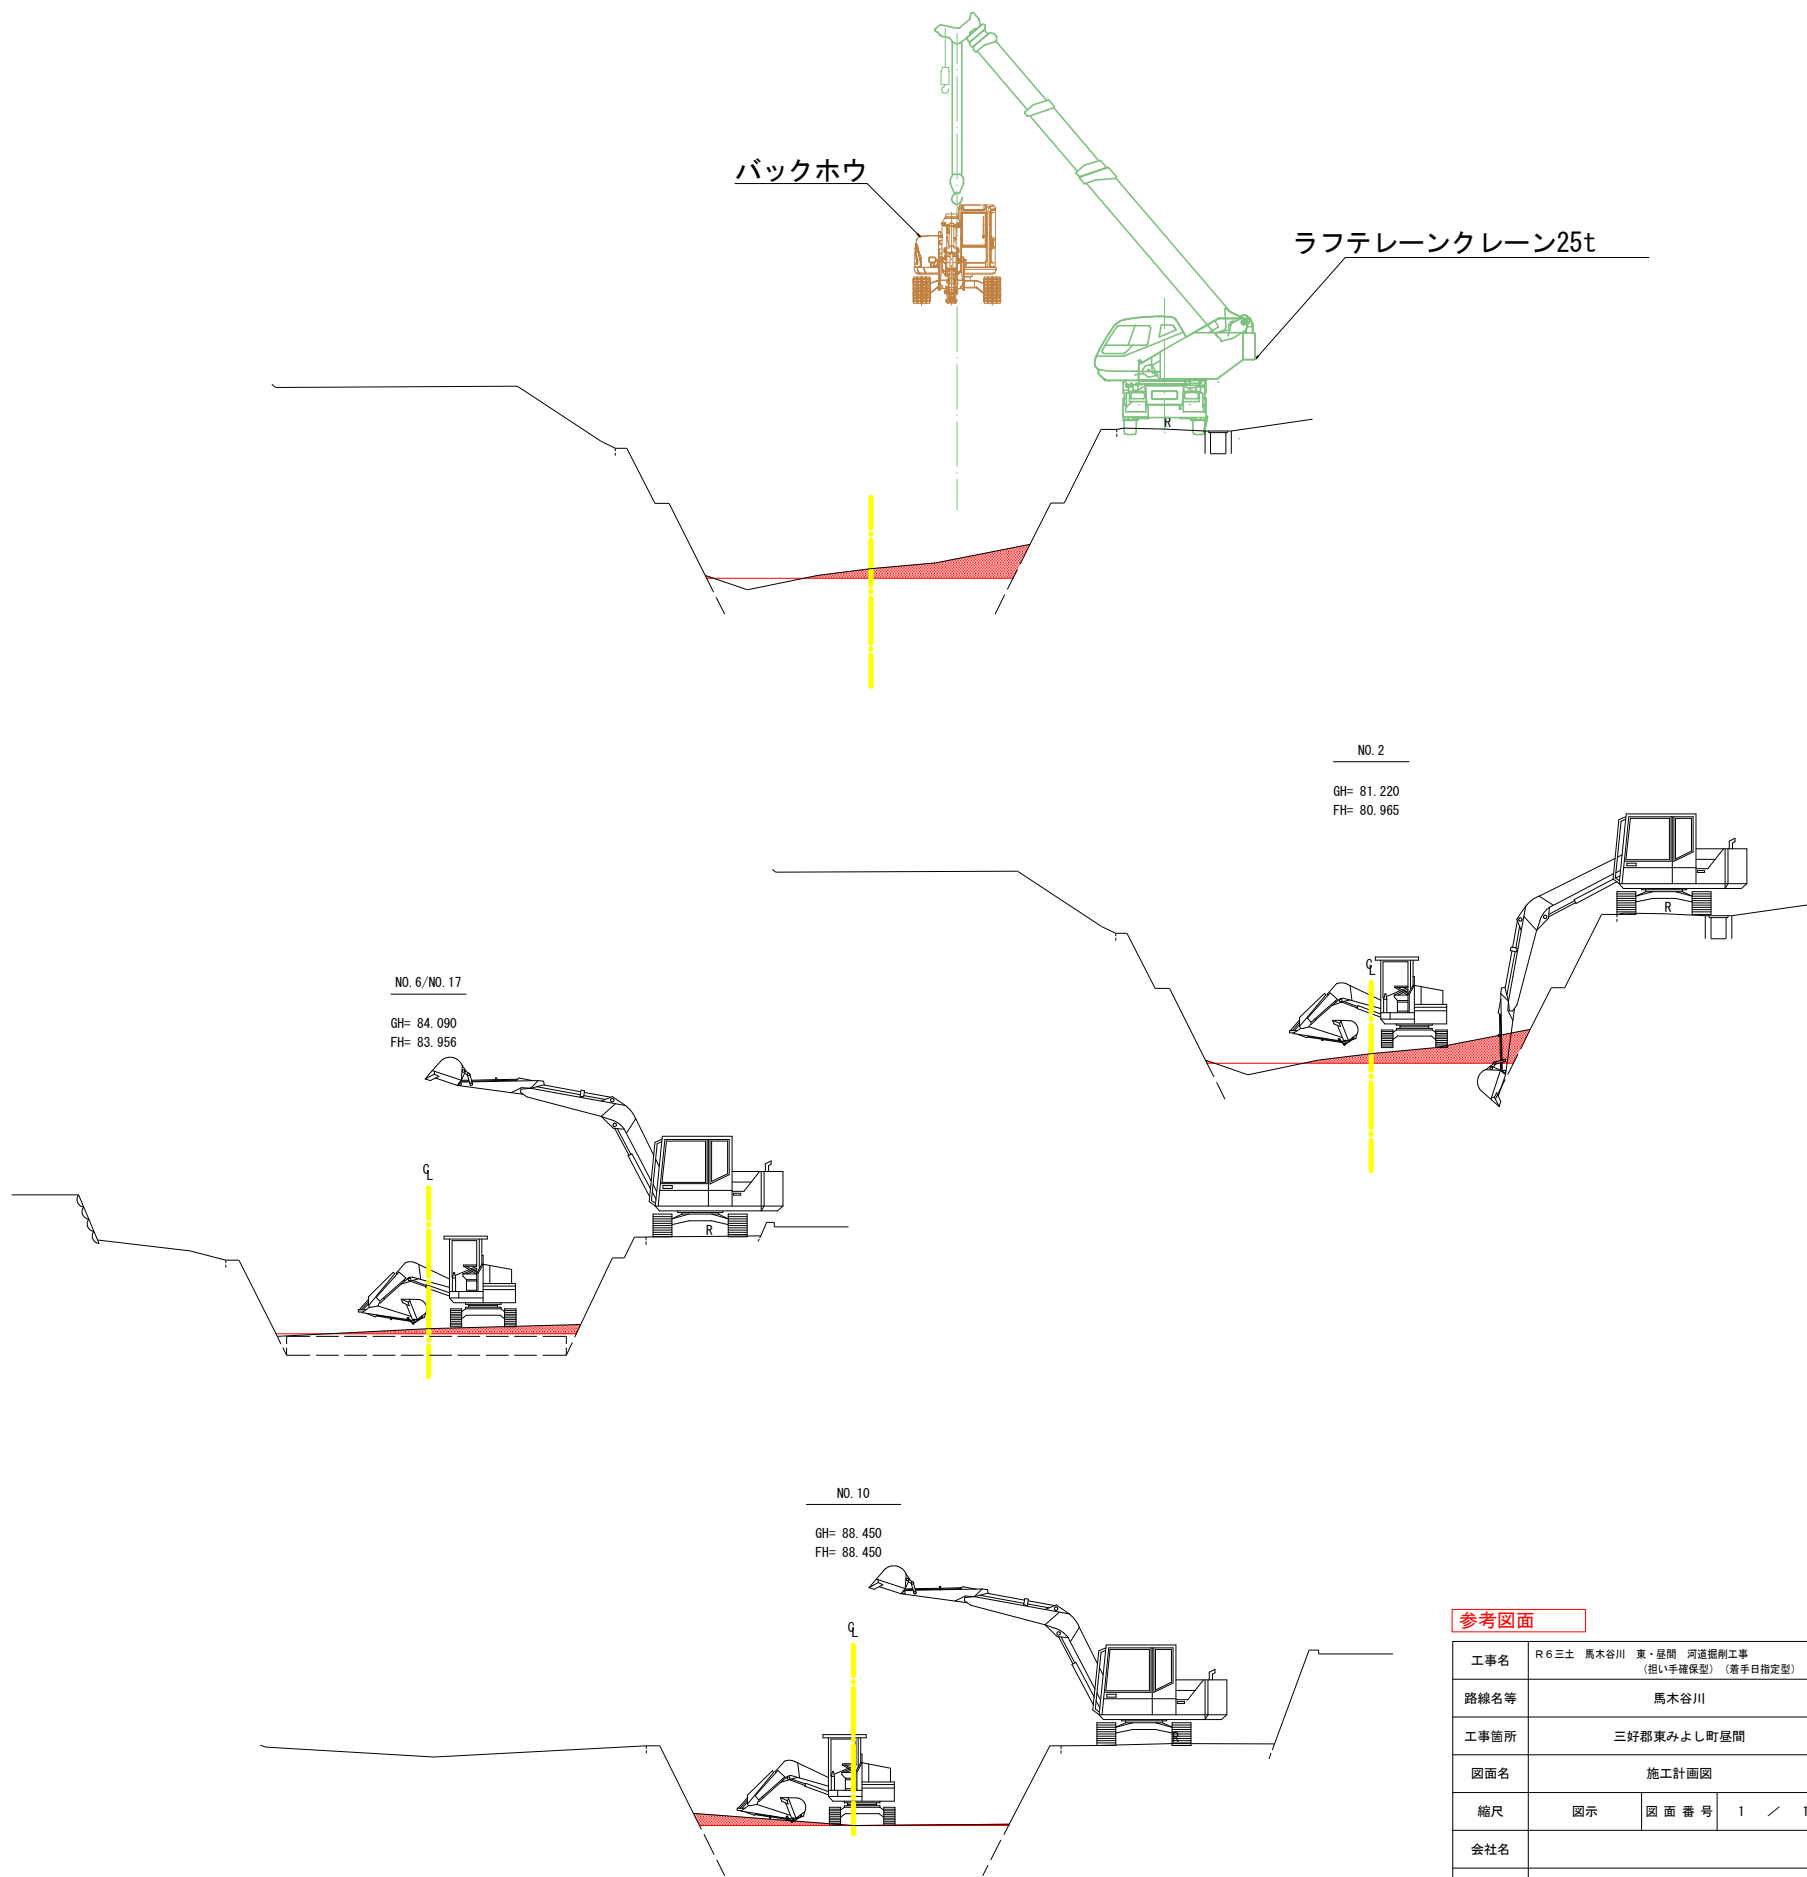 バックホウ
ラフテレーンクレーン25t
R
NO. 2
GH= 81. 220
FH= 80. 965
R
CL
NO. 6/NO. 17
GH= 84. 090
FH= 83. 956
CL
R
NO. 10
GH= 88. 450
FH= 88. 450
CL
R
参考図面
工事名 R6三土 馬木谷川 東・昼間 河道掘削工事
(担い手確保型)(着手日指定型)
路線名等 馬木谷川
工事箇所 三好郡東みよし町昼間
図面名 施工計画図
縮尺 図示 図面番号 1 / 1
会社名